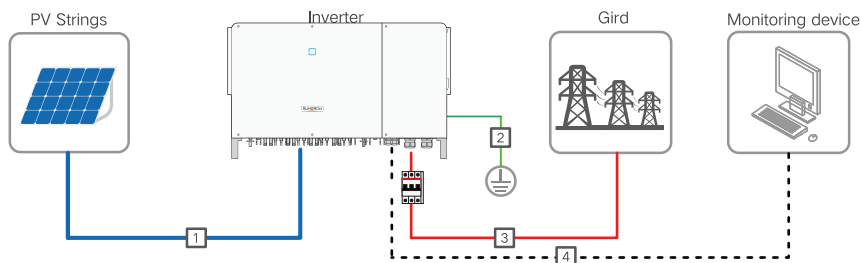 PV Strings
Inverter
Gird
Monitoring device
SUNGROW
2
1
3
4